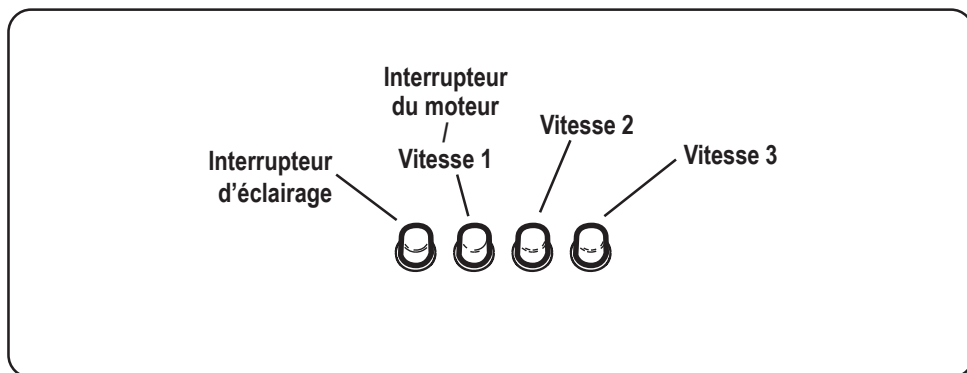 Interrupteur
du moteur
Vitesse 1
Interrupteur
d’éclairage
Vitesse 2
Vitesse 3